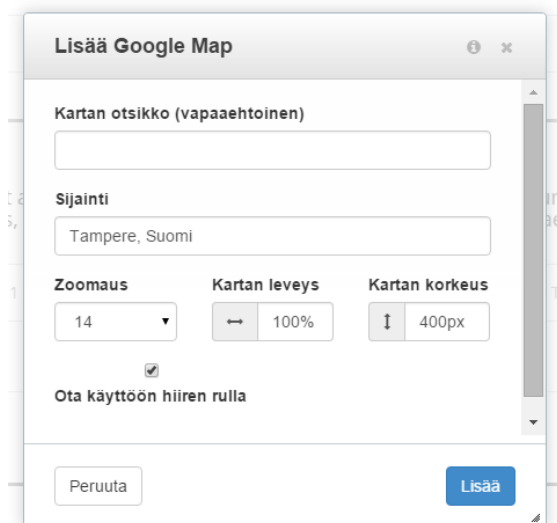 Lisää Google Map
Kartan otsikko (vapaaehtoinen)
Sijainti
Tampere, Suomi
Zoomaus Kartan leveys Kartan korkeus
14 100% 400px
Ota käyttöön hiiren rulla
Peruuta Lisää